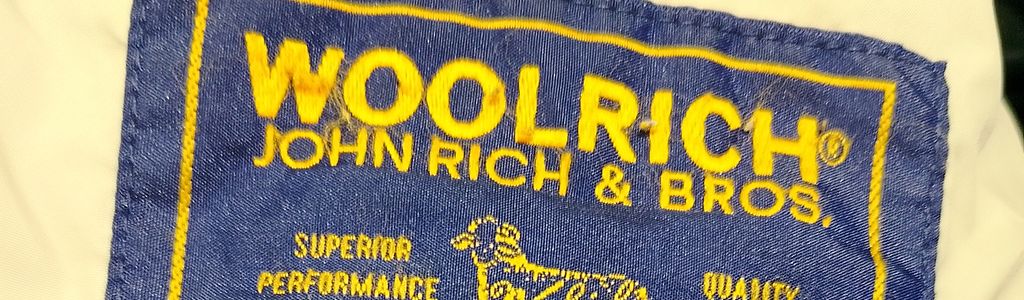 WOOLRICH®
JOHN RICH & BROS.
SUPERIOR
PERFORMANCE
QUALITY